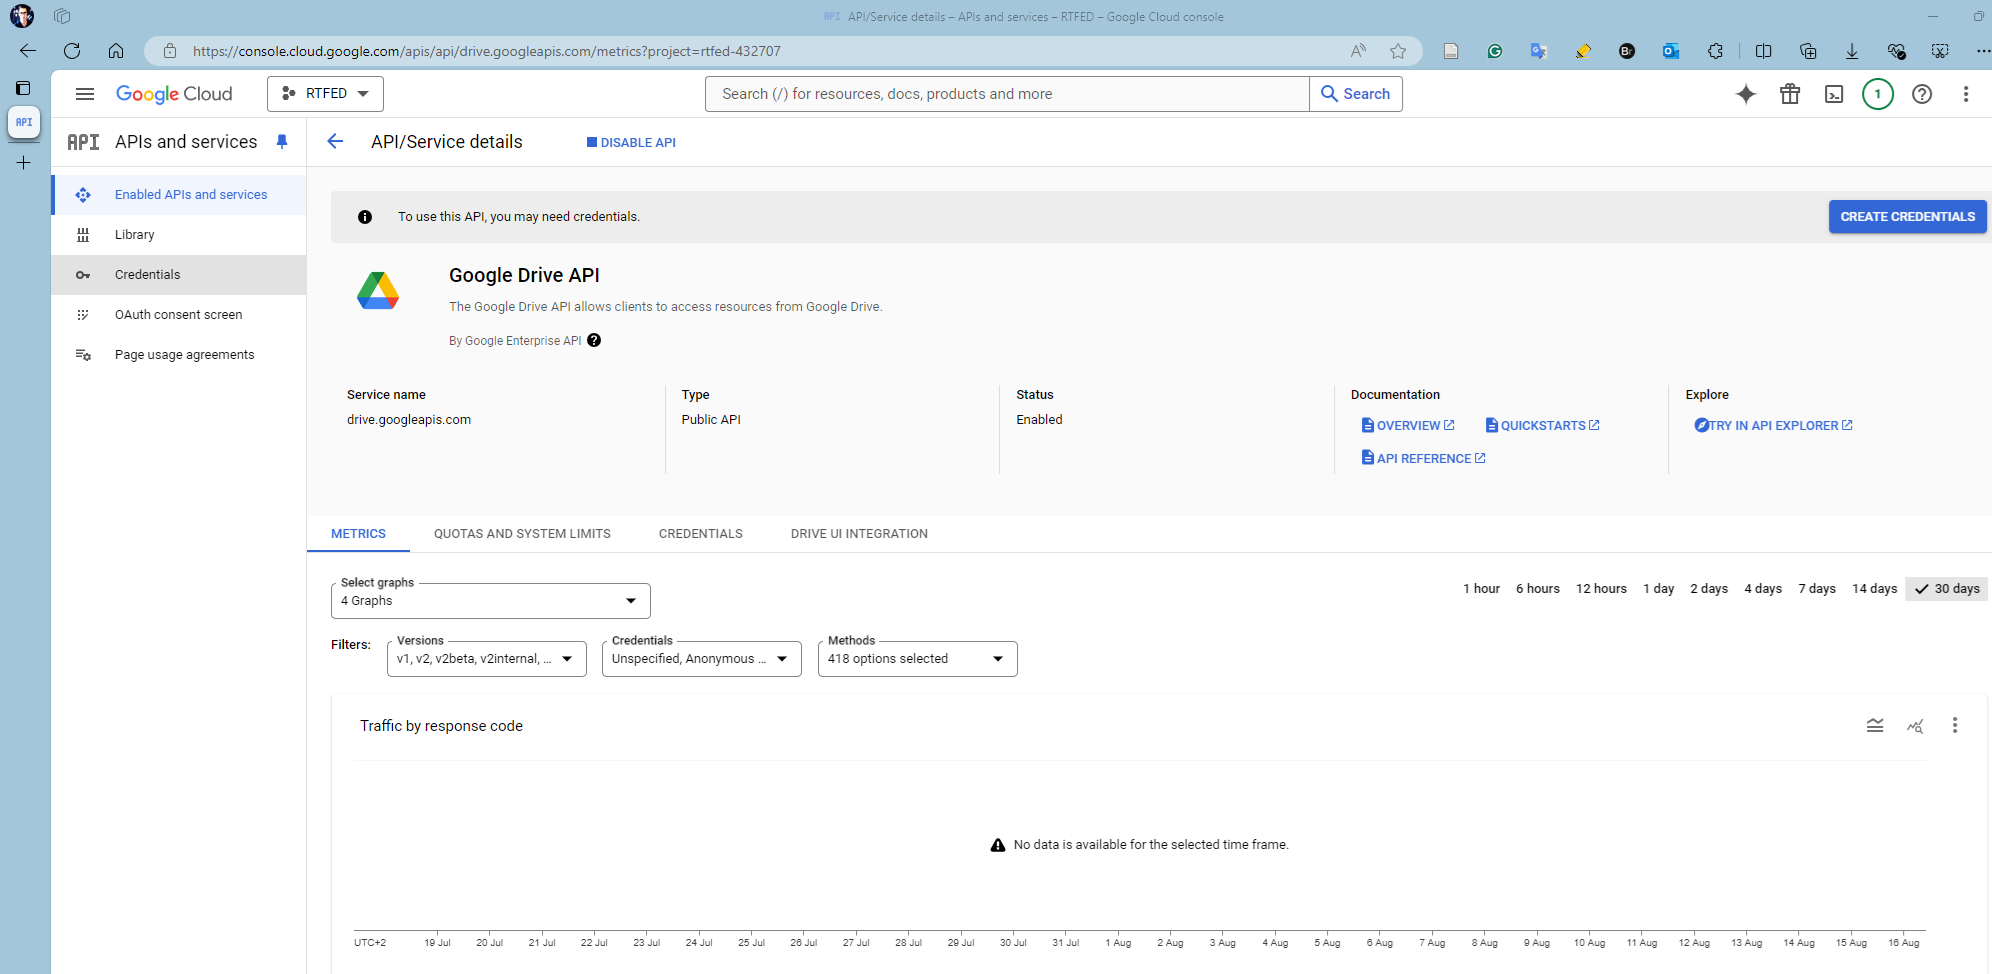 API API/Service details – APIs and services – RTFED – Google Cloud console
https://console.cloud.google.com/apis/api/drive.googleapis.com/metrics?project=rtfed-432707
Google Cloud
RTFED
Search (/) for resources, docs, products and more
Search
1
API
API APIs and services
API/Service details
DISABLE API
Enabled APIs and services
Library
Credentials
OAuth consent screen
Page usage agreements
To use this API, you may need credentials.
CREATE CREDENTIALS
Google Drive API
The Google Drive API allows clients to access resources from Google Drive.
By Google Enterprise API
Service name
drive.googleapis.com
Type
Public API
Status
Enabled
Documentation
OVERVIEW
QUICKSTARTS
API REFERENCE
Explore
TRY IN API EXPLORER
METRICS
QUOTAS AND SYSTEM LIMITS
CREDENTIALS
DRIVE UI INTEGRATION
Select graphs
4 Graphs
1 hour
6 hours
12 hours
1 day
2 days
4 days
7 days
14 days
30 days
Filters:
Versions
v1, v2, v2beta, v2internal, ...
Credentials
Unspecified, Anonymous ...
Methods
418 options selected
Traffic by response code
No data is available for the selected time frame.
UTC+2 19 Jul 20 Jul 21 Jul 22 Jul 23 Jul 24 Jul 25 Jul 26 Jul 27 Jul 28 Jul 29 Jul 30 Jul 31 Jul 1 Aug 2 Aug 3 Aug 4 Aug 5 Aug 6 Aug 7 Aug 8 Aug 9 Aug 10 Aug 11 Aug 12 Aug 13 Aug 14 Aug 15 Aug 16 Aug